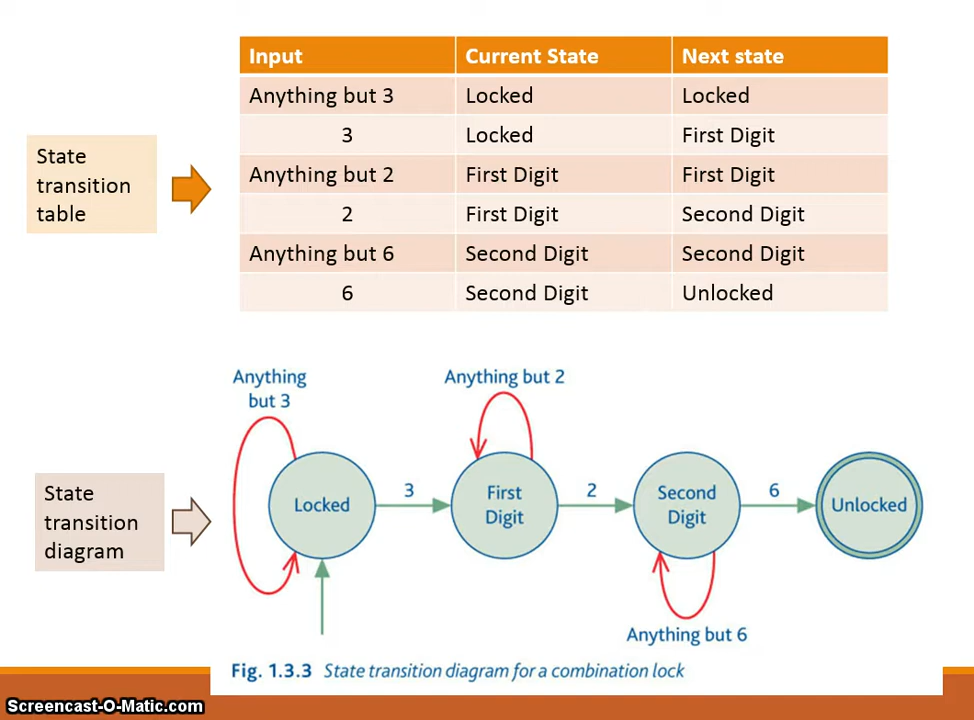 Input Current State Next state
Anything but 3 Locked Locked
3 Locked First Digit
Anything but 2 First Digit First Digit
2 First Digit Second Digit
Anything but 6 Second Digit Second Digit
6 Second Digit Unlocked
State
transition
table
Anything
but 3
Anything but 2
State
transition
diagram
Locked
3
First
Digit
2
Second
Digit
6
Unlocked
Anything but 6
Fig. 1.3.3 State transition diagram for a combination lock
Screencast-O-Matic.com